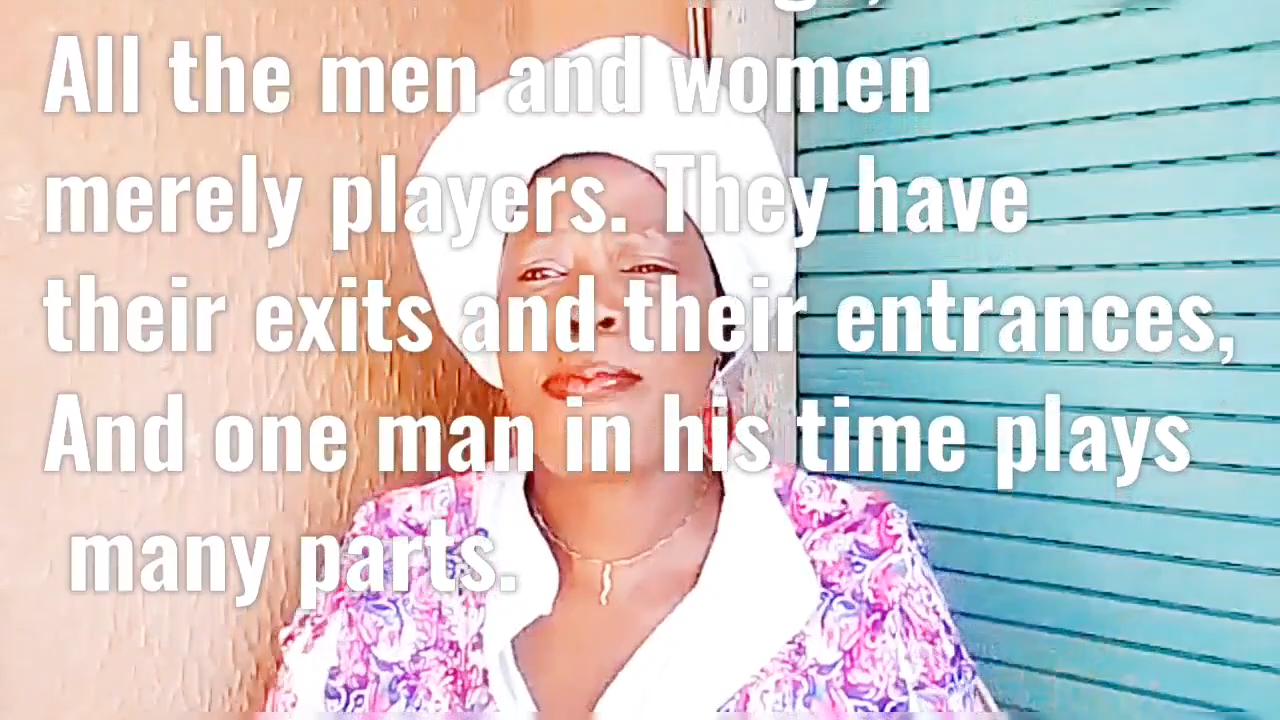 All the men and women
merely players. They have
their exits and their entrances,
And one man in his time plays
many parts.